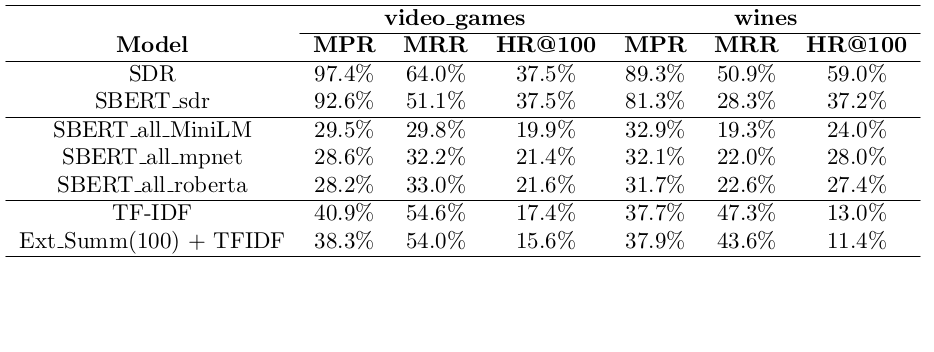 video_games wines
Model MPR MRR HR@100 MPR MRR HR@100
SDR 97.4% 64.0% 37.5% 89.3% 50.9% 59.0%
SBERT_sdr 92.6% 51.1% 37.5% 81.3% 28.3% 37.2%
SBERT_all_MiniLM 29.5% 29.8% 19.9% 32.9% 19.3% 24.0%
SBERT_all_mpnet 28.6% 32.2% 21.4% 32.1% 22.0% 28.0%
SBERT_all_roberta 28.2% 33.0% 21.6% 31.7% 22.6% 27.4%
TF-IDF 40.9% 54.6% 17.4% 37.7% 47.3% 13.0%
Ext_Summ(100) + TFIDF 38.3% 54.0% 15.6% 37.9% 43.6% 11.4%